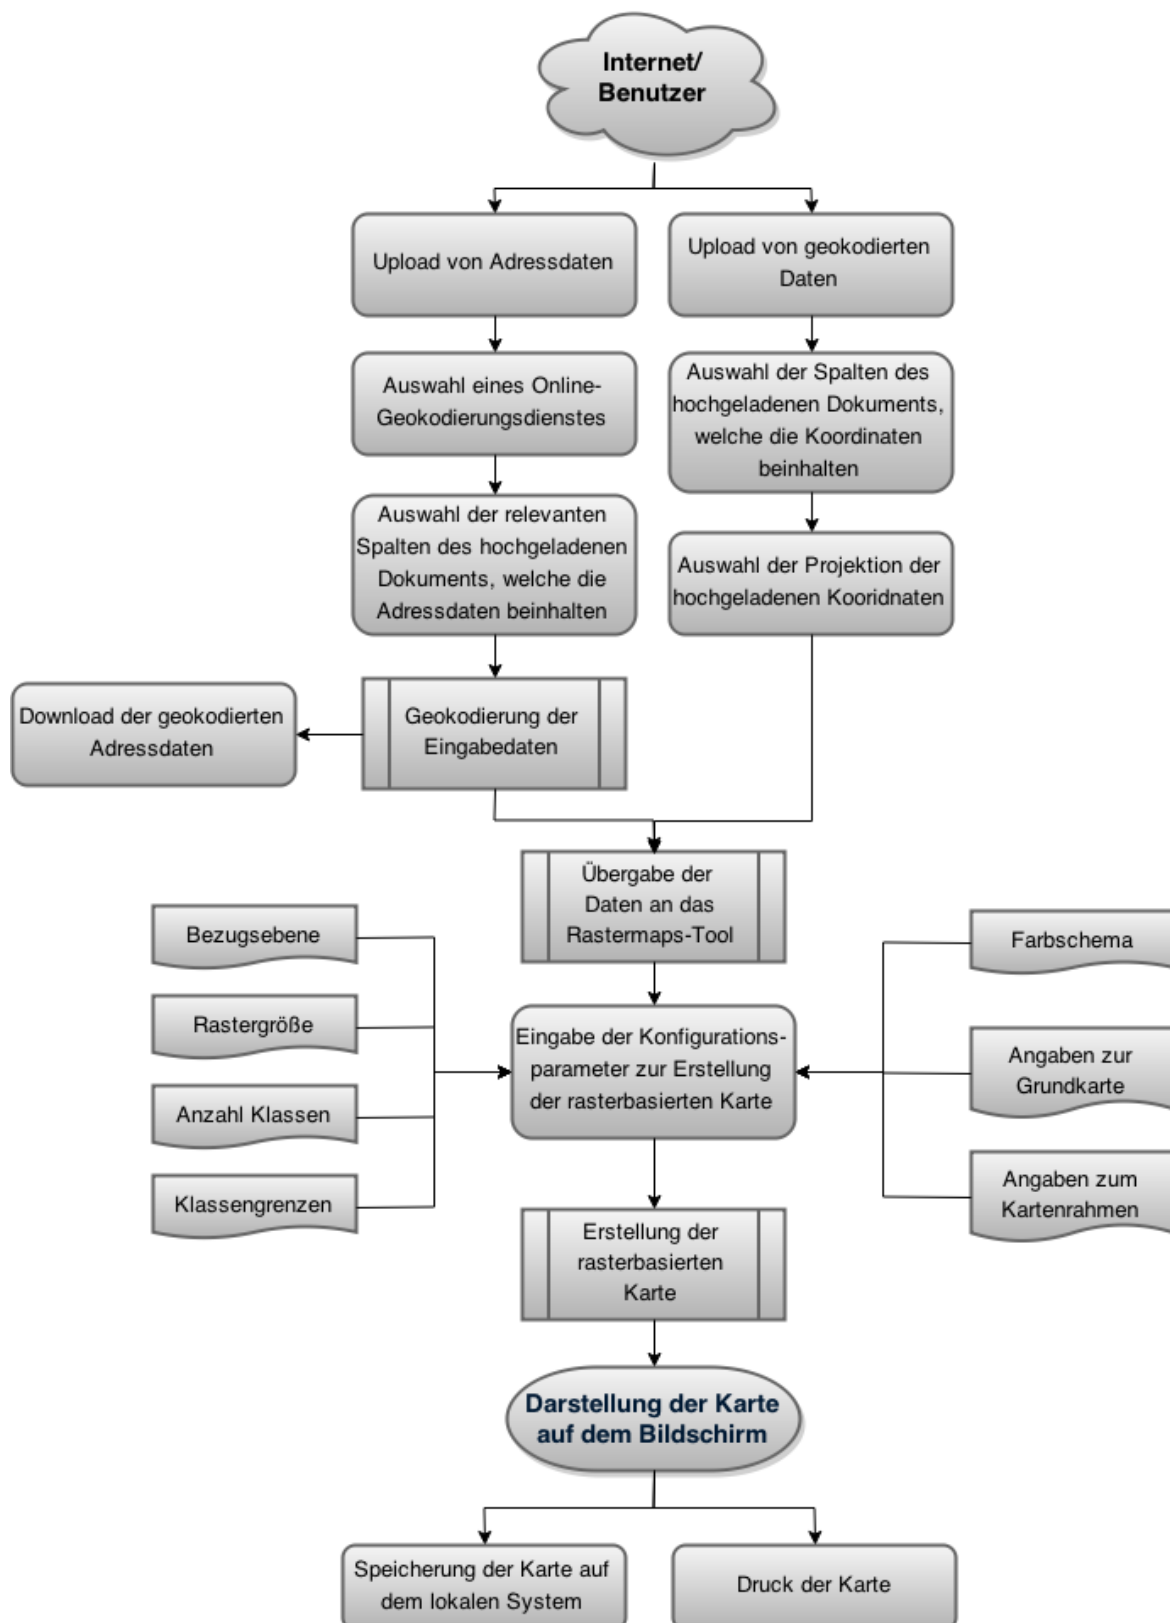 Internet/
Benutzer
Upload von Adressdaten
Upload von geokodierten
Daten
Auswahl eines Online-
Geokodierungsdienstes
Auswahl der Spalten des
hochgeladenen Dokuments,
welche die Koordinaten
beinhalten
Auswahl der relevanten
Spalten des hochgeladenen
Dokuments, welche die
Adressdaten beinhalten
Auswahl der Projektion der
hochgeladenen Kooridnaten
Download der geokodierten
Adressdaten
Geokodierung der
Eingabedaten
Übergabe der
Daten an das
Rastermaps-Tool
Bezugsebene
Rastergröße
Anzahl Klassen
Klassengrenzen
Eingabe der Konfigurations-
parameter zur Erstellung
der rasterbasierten Karte
Farbschema
Angaben zur
Grundkarte
Angaben zum
Kartenrahmen
Erstellung der
rasterbasierten
Karte
Darstellung der Karte
auf dem Bildschirm
Speicherung der Karte auf
dem lokalen System
Druck der Karte